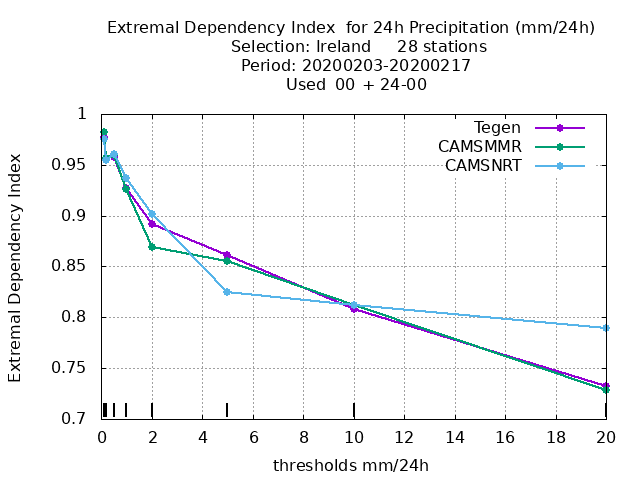 Extremal Dependency Index  for 24h Precipitation (mm/24h)
Selection: Ireland     28 stations
Period: 20200203-20200217
Used  00 + 24-00
Extremal Dependency Index
1
0.95
0.9
0.85
0.8
0.75
0.7
Tegen
CAMSMMR
CAMSNRT
0 2 4 6 8 10 12 14 16 18 20
thresholds mm/24h